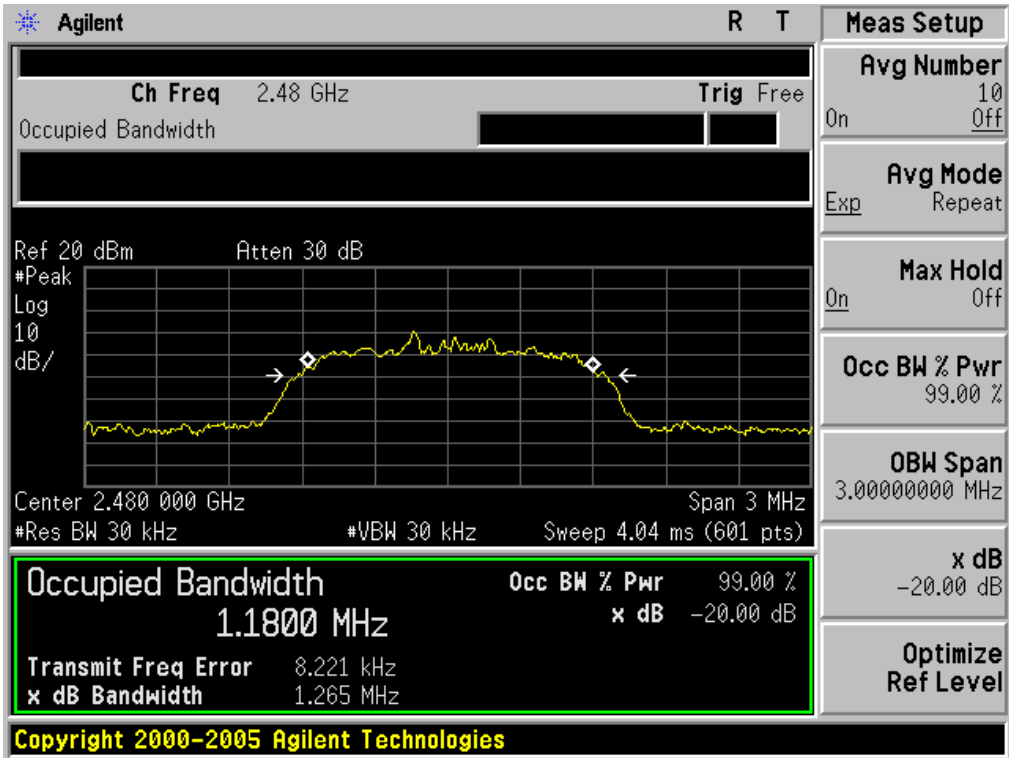 Agilent R T
Meas Setup
Avg Number
10
On Off
Ch Freq 2.48 GHz Trig Free
Occupied Bandwidth
Avg Mode
Exp Repeat
Ref 20 dBm Atten 30 dB
#Peak
Log
10
dB/
Max Hold
On Off
Occ BW % Pwr
99.00 %
OBW Span
3.00000000 MHz
Center 2.480 000 GHz Span 3 MHz
#Res BW 30 kHz #VBW 30 kHz Sweep 4.04 ms (601 pts)
x dB
-20.00 dB
Occupied Bandwidth Occ BW % Pwr 99.00 %
1.1800 MHz x dB -20.00 dB
Transmit Freq Error 8.221 kHz
x dB Bandwidth 1.265 MHz
Optimize
Ref Level
Copyright 2000-2005 Agilent Technologies